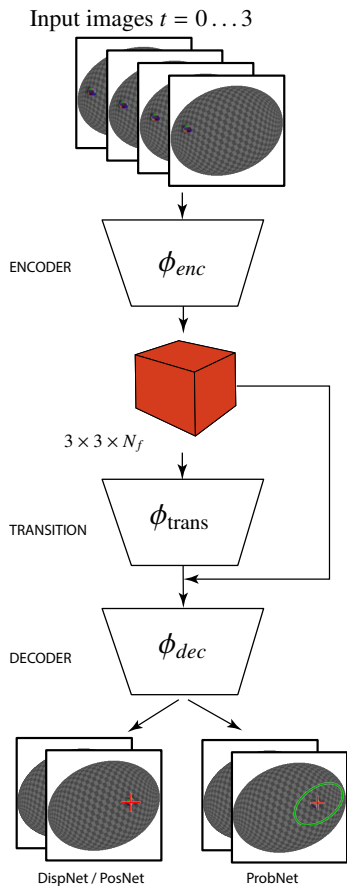 Input images t = 0 . . . 3
ENCODER
ϕ_enc
3 × 3 × N_f
TRANSITION
ϕ_trans
DECODER
ϕ_dec
DispNet / PosNet
ProbNet